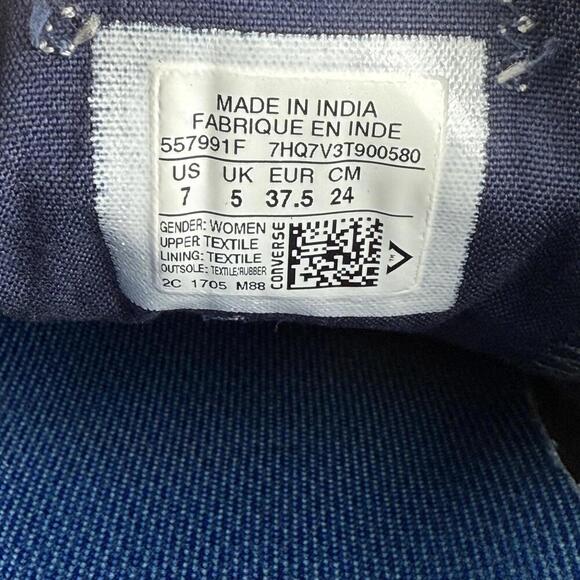 MADE IN INDIA
FABRIQUE EN INDE
557991F 7HQ7V3T900580
US UK EUR CM
7 5 37.5 24
GENDER: WOMEN
UPPER: TEXTILE
LINING: TEXTILE
OUTSOLE: TEXTILE/RUBBER
2C 1705 M88
CONVERSE
TM